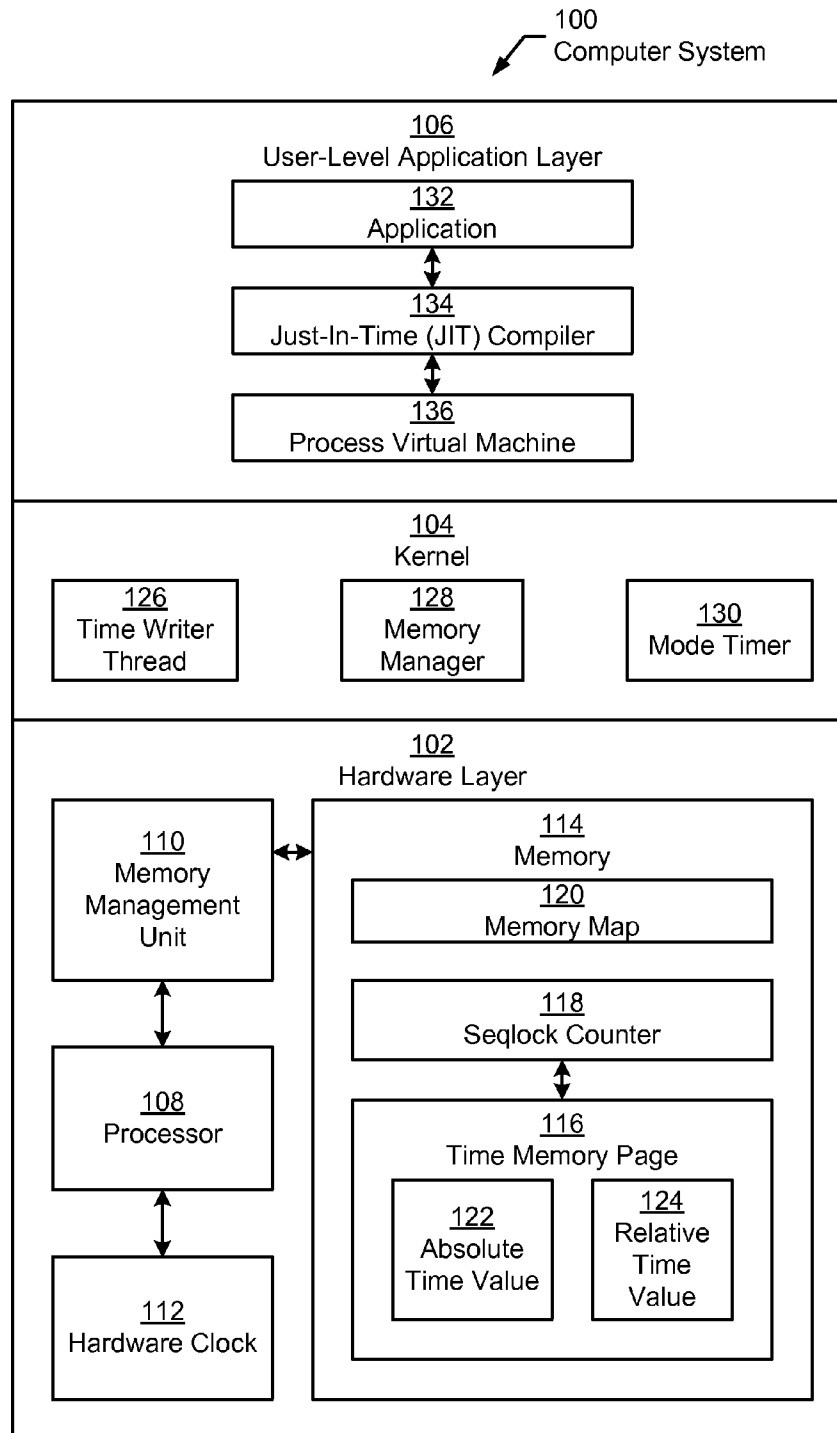 100
Computer System
106
User-Level Application Layer
132
Application
134
Just-In-Time (JIT) Compiler
136
Process Virtual Machine
104
Kernel
126
Time Writer
Thread
128
Memory
Manager
130
Mode Timer
102
Hardware Layer
110
Memory
Management
Unit
108
Processor
112
Hardware Clock
114
Memory
120
Memory Map
118
Seqlock Counter
116
Time Memory Page
122
Absolute
Time Value
124
Relative
Time
Value